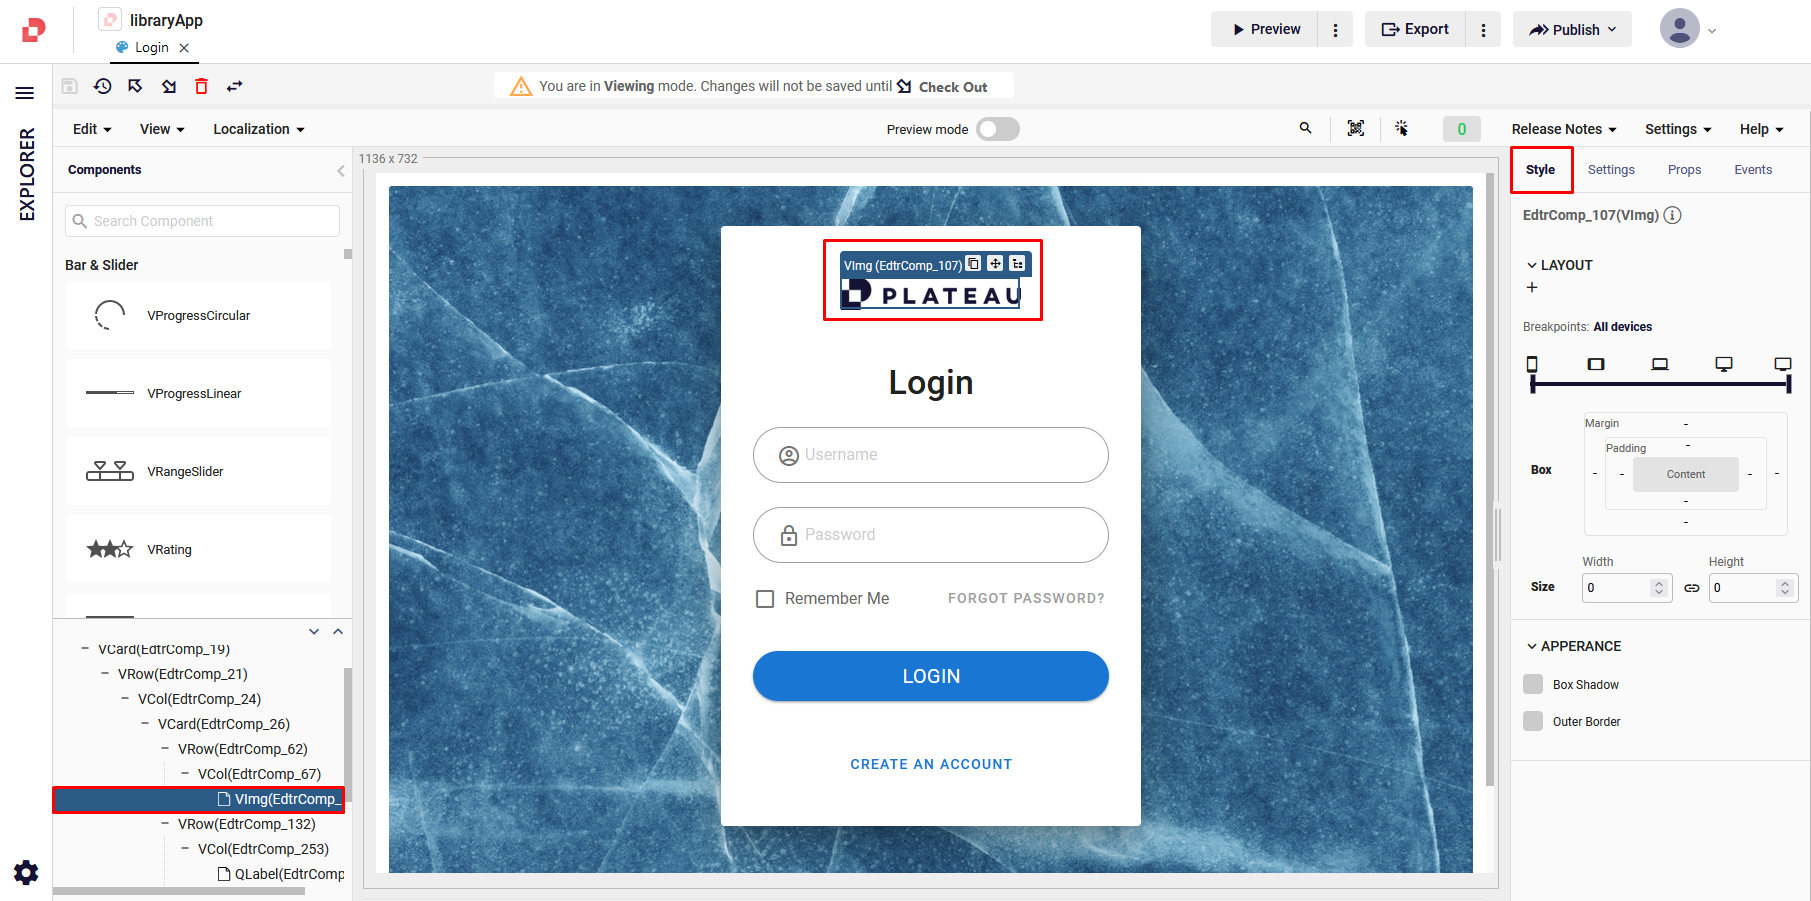 libraryApp
Login
Preview
Export
Publish
You are in Viewing mode. Changes will not be saved until Check Out
EXPLORER
Edit
View
Localization
Preview mode
0
Release Notes
Settings
Help
Components
1136 x 732
Style
Settings
Props
Events
Search Component
EdtrComp_107(VImg)
Bar & Slider
VImg (EdtrComp_107)
PLATEAU
LAYOUT
VProgressCircular
Breakpoints: All devices
VProgressLinear
Login
Username
Margin
-
Padding
-
Box
-
-
Content
-
-
-
-
VRangeSlider
Password
VRating
Width
Height
Size
0
0
Remember Me
FORGOT PASSWORD?
APPERANCE
VCard(EdtrComp_19)
VRow(EdtrComp_21)
LOGIN
Box Shadow
VCol(EdtrComp_24)
VCard(EdtrComp_26)
Outer Border
VRow(EdtrComp_62)
CREATE AN ACCOUNT
VCol(EdtrComp_67)
VImg(EdtrComp_
VRow(EdtrComp_132)
VCol(EdtrComp_253)
QLabel(EdtrComp